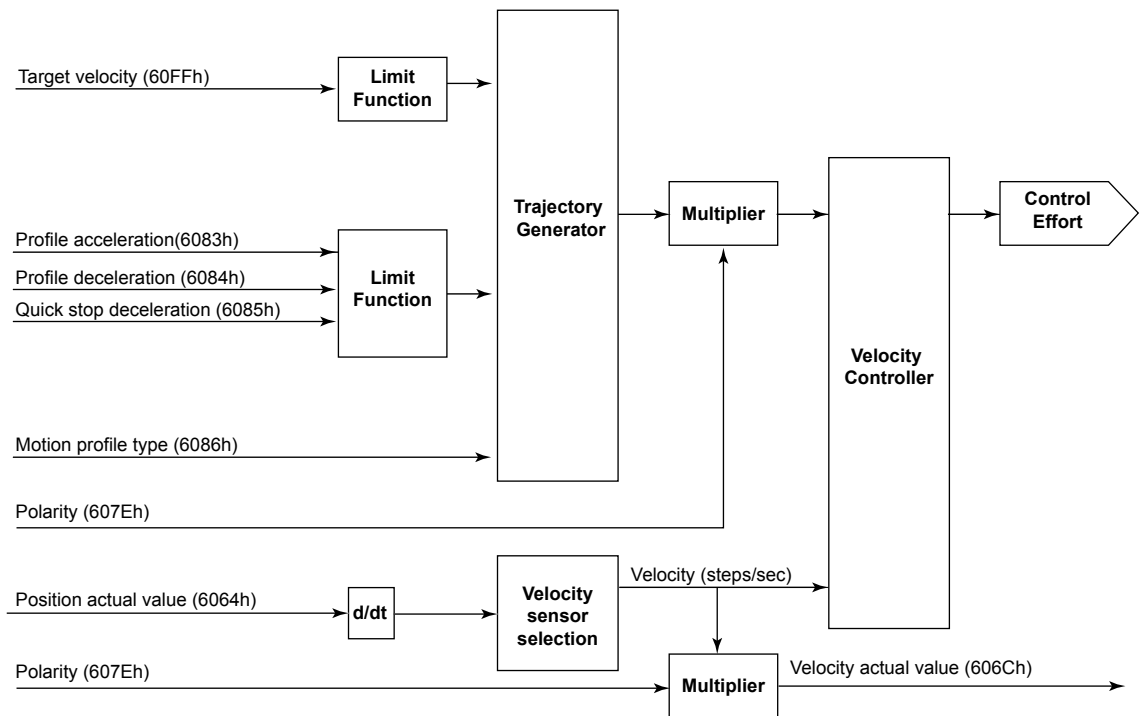 Target velocity (60FFh)
Limit
Function
Profile acceleration(6083h)
Profile deceleration (6084h)
Quick stop deceleration (6085h)
Limit
Function
Motion profile type (6086h)
Trajectory
Generator
Polarity (607Eh)
Multiplier
Velocity
Controller
Control
Effort
Position actual value (6064h)
d/dt
Velocity
sensor
selection
Velocity (steps/sec)
Polarity (607Eh)
Multiplier
Velocity actual value (606Ch)